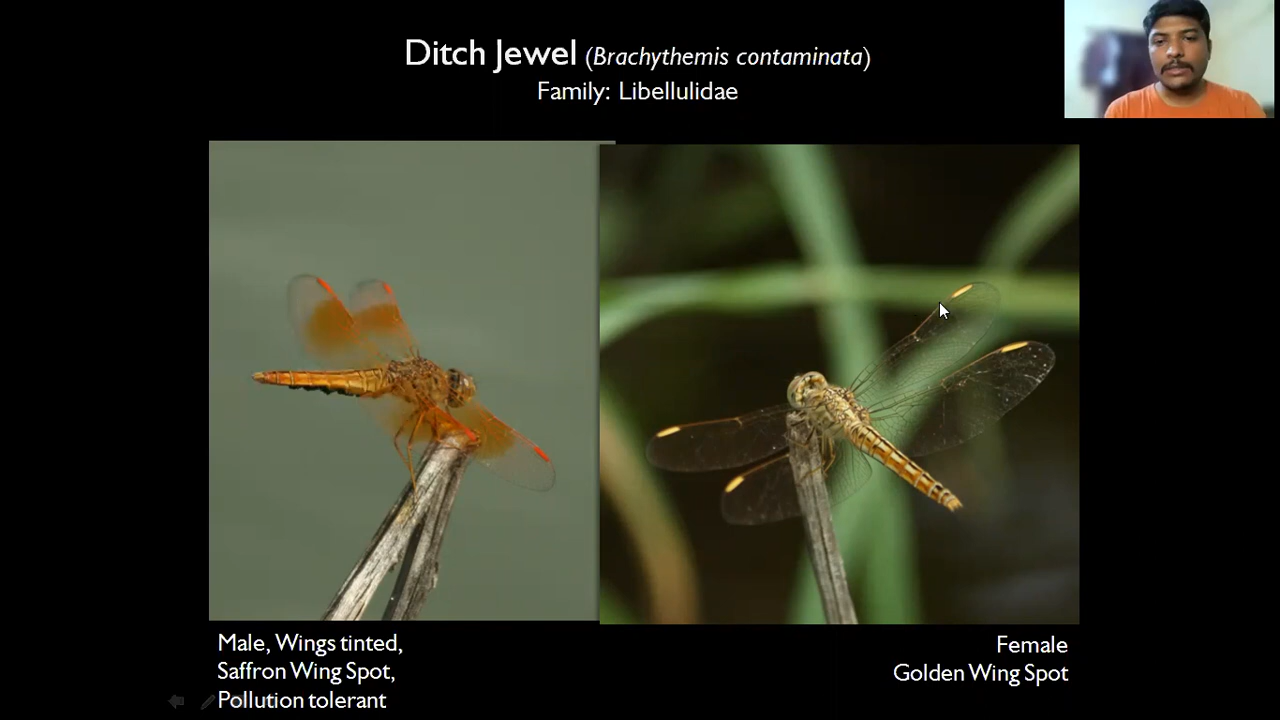 Ditch Jewel (Brachythemis contaminata)
Family: Libellulidae
Male, Wings tinted,
Saffron Wing Spot,
Pollution tolerant
Female
Golden Wing Spot